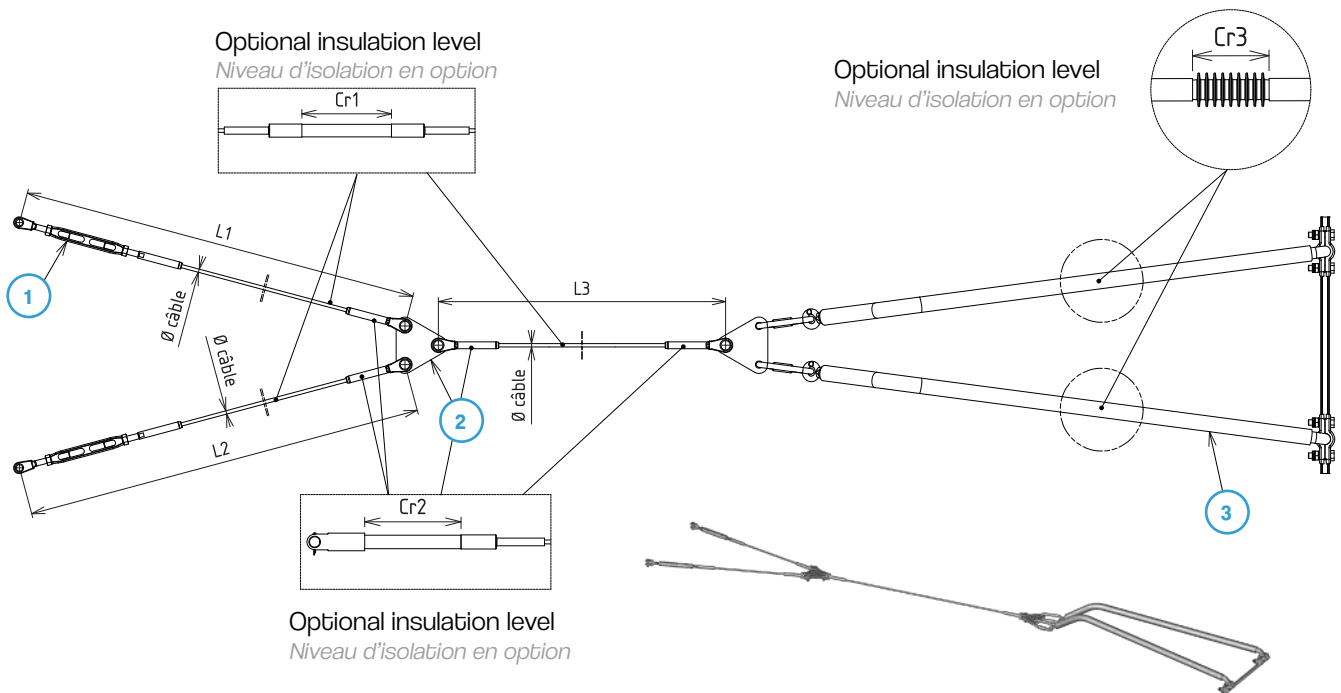 Optional insulation level
Niveau d'isolation en option
Cr1
Optional insulation level
Niveau d'isolation en option
Cr3
L1
1
Ø câble
L3
Ø câble
Ø câble
2
L2
3
Cr2
Optional insulation level
Niveau d'isolation en option